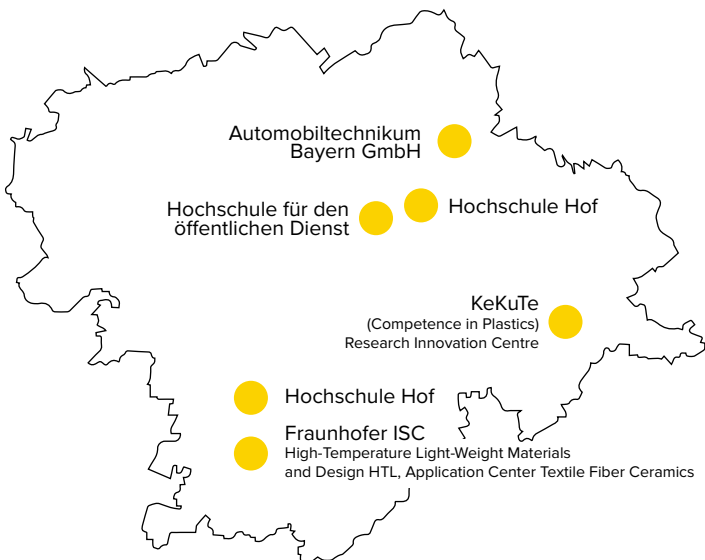 Automobiltechnikum
Bayern GmbH
Hochschule für den
öffentlichen Dienst
Hochschule Hof
KeKuTe
(Competence in Plastics)
Research Innovation Centre
Hochschule Hof
Fraunhofer ISC
High-Temperature Light-Weight Materials
and Design HTL, Application Center Textile Fiber Ceramics